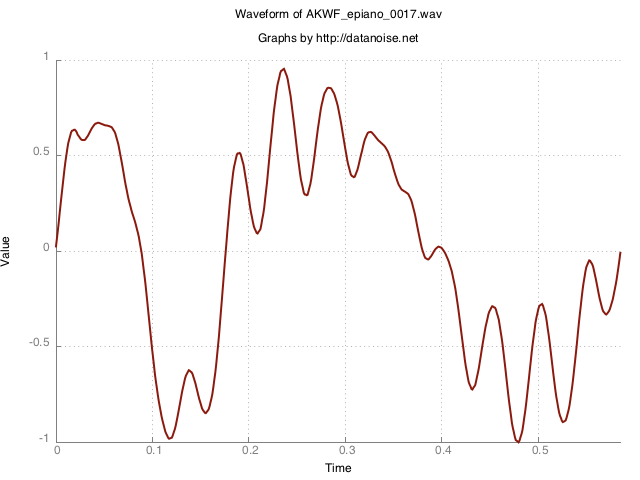 Waveform of AKWF_epiano_0017.wav
Graphs by http://datanoise.net
1
0.5
0
-0.5
-1
Value
0 0.1 0.2 0.3 0.4 0.5
Time